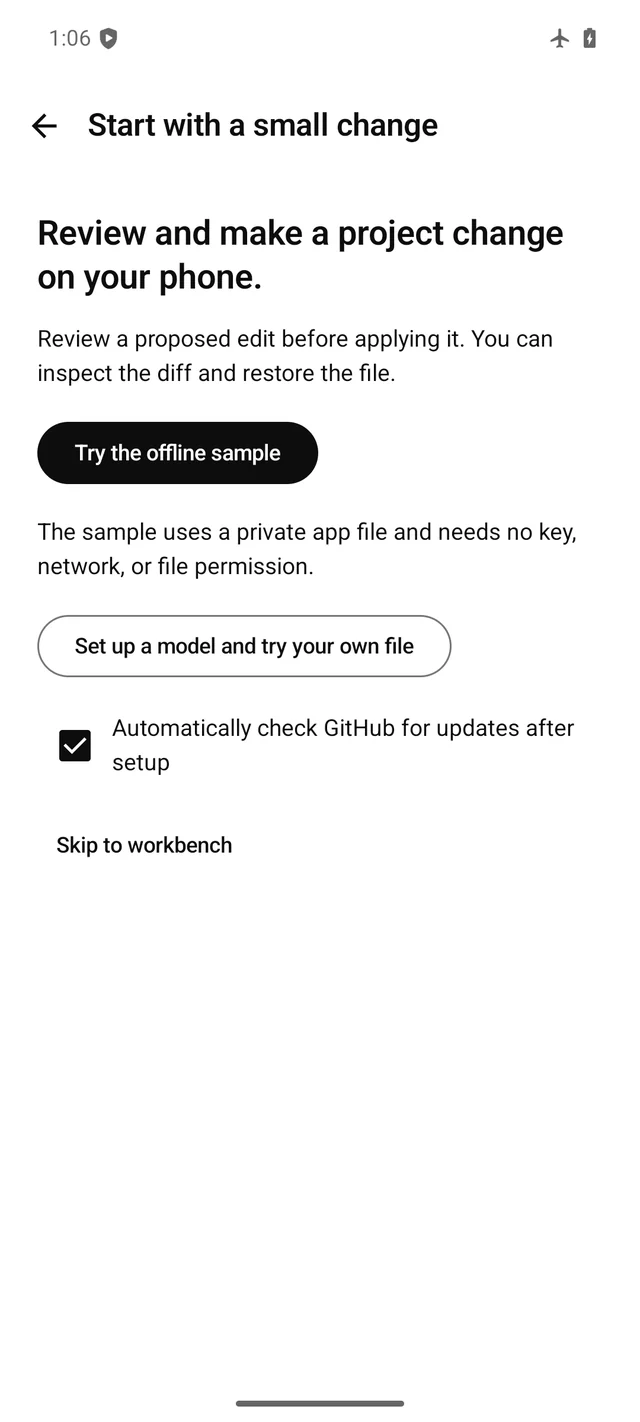 1:06
Start with a small change
Review and make a project change
on your phone.
Review a proposed edit before applying it. You can
inspect the diff and restore the file.
Try the offline sample
The sample uses a private app file and needs no key,
network, or file permission.
Set up a model and try your own file
Automatically check GitHub for updates after
setup
Skip to workbench